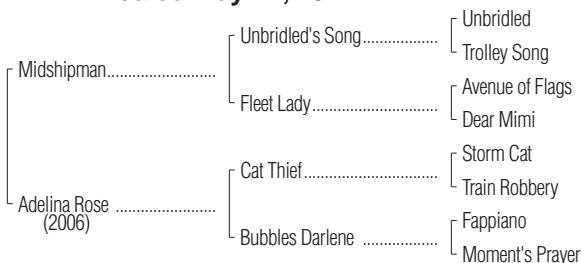 Unbridled
Unbridled's Song
Trolley Song
Midshipman
Avenue of Flags
Fleet Lady
Dear Mimi
Storm Cat
Cat Thief
Train Robbery
Adelina Rose
(2006)
Fappiano
Bubbles Darlene
Moment's Prayer